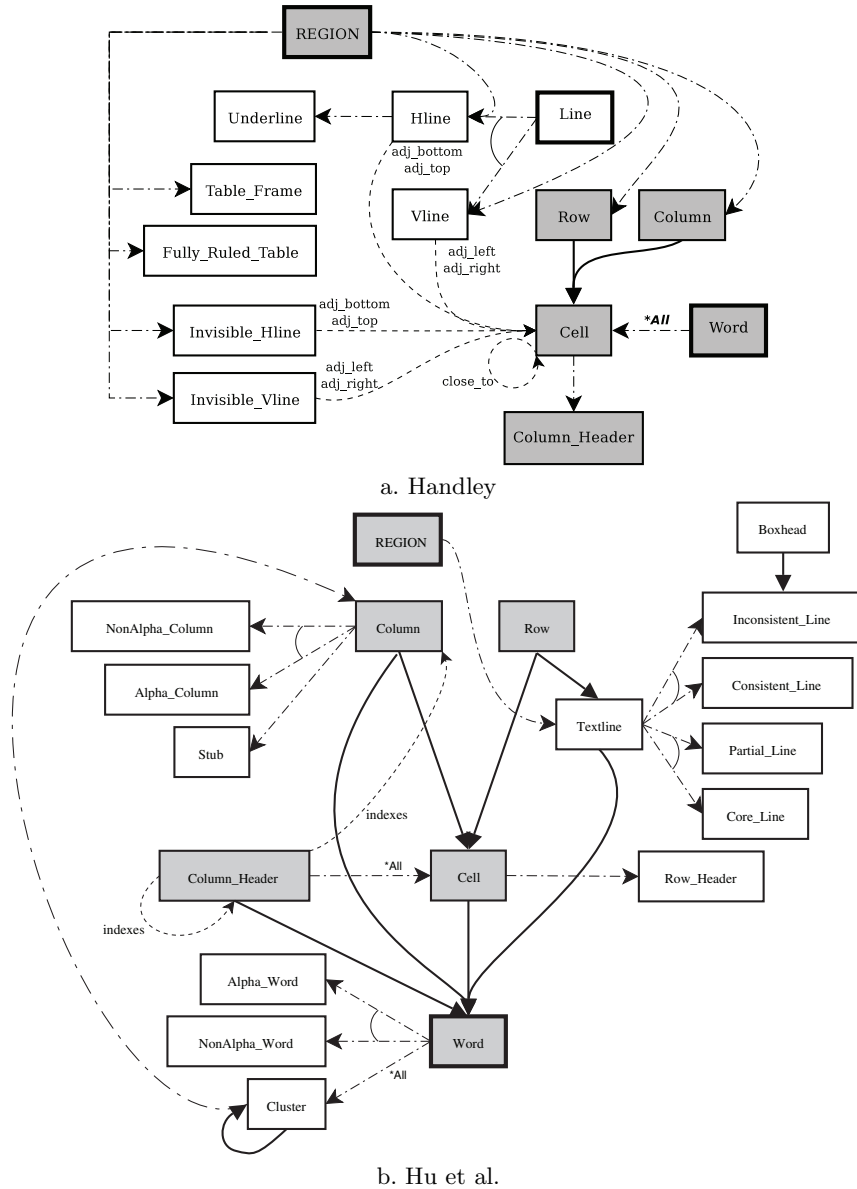 REGION
Underline
Hline
Line
adj_bottom
adj_top
Table_Frame
Vline
Row
Column
Fully_Ruled_Table
adj_left
adj_right
Invisible_Hline
adj_bottom
adj_top
Cell
*All
Word
Invisible_Vline
adj_left
adj_right
close_to
Column_Header
a. Handley
REGION
Boxhead
NonAlpha_Column
Column
Row
Inconsistent_Line
Alpha_Column
Consistent_Line
Stub
Textline
Partial_Line
Core_Line
indexes
Column_Header
*All
Cell
Row_Header
indexes
Alpha_Word
NonAlpha_Word
Word
*All
Cluster
b. Hu et al.